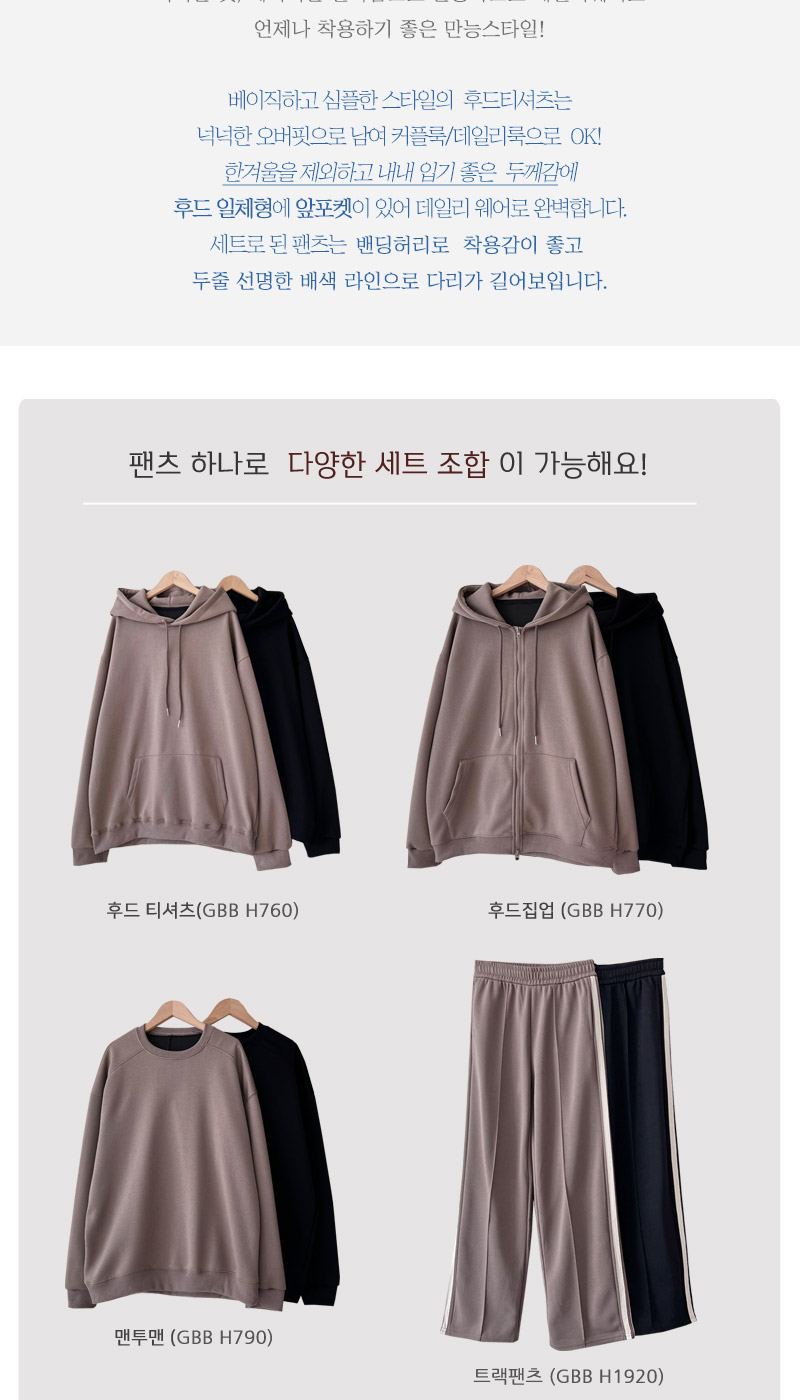 언제나 착용하기 좋은 만능스타일!
베이직하고 심플한 스타일의 후드티셔츠는
넉넉한 오버핏으로 남여 커플룩/데일리룩으로 OK!
한겨울을 제외하고 내내 입기 좋은 두께감에
후드 일체형에 앞포켓이 있어 데일리 웨어로 완벽합니다.
세트로 된 팬츠는 밴딩허리로 착용감이 좋고
두줄 선명한 배색 라인으로 다리가 길어보입니다.
팬츠 하나로 다양한 세트 조합 이 가능해요!
후드 티셔츠(GBB H760)
후드집업 (GBB H770)
맨투맨 (GBB H790)
트랙팬츠 (GBB H1920)